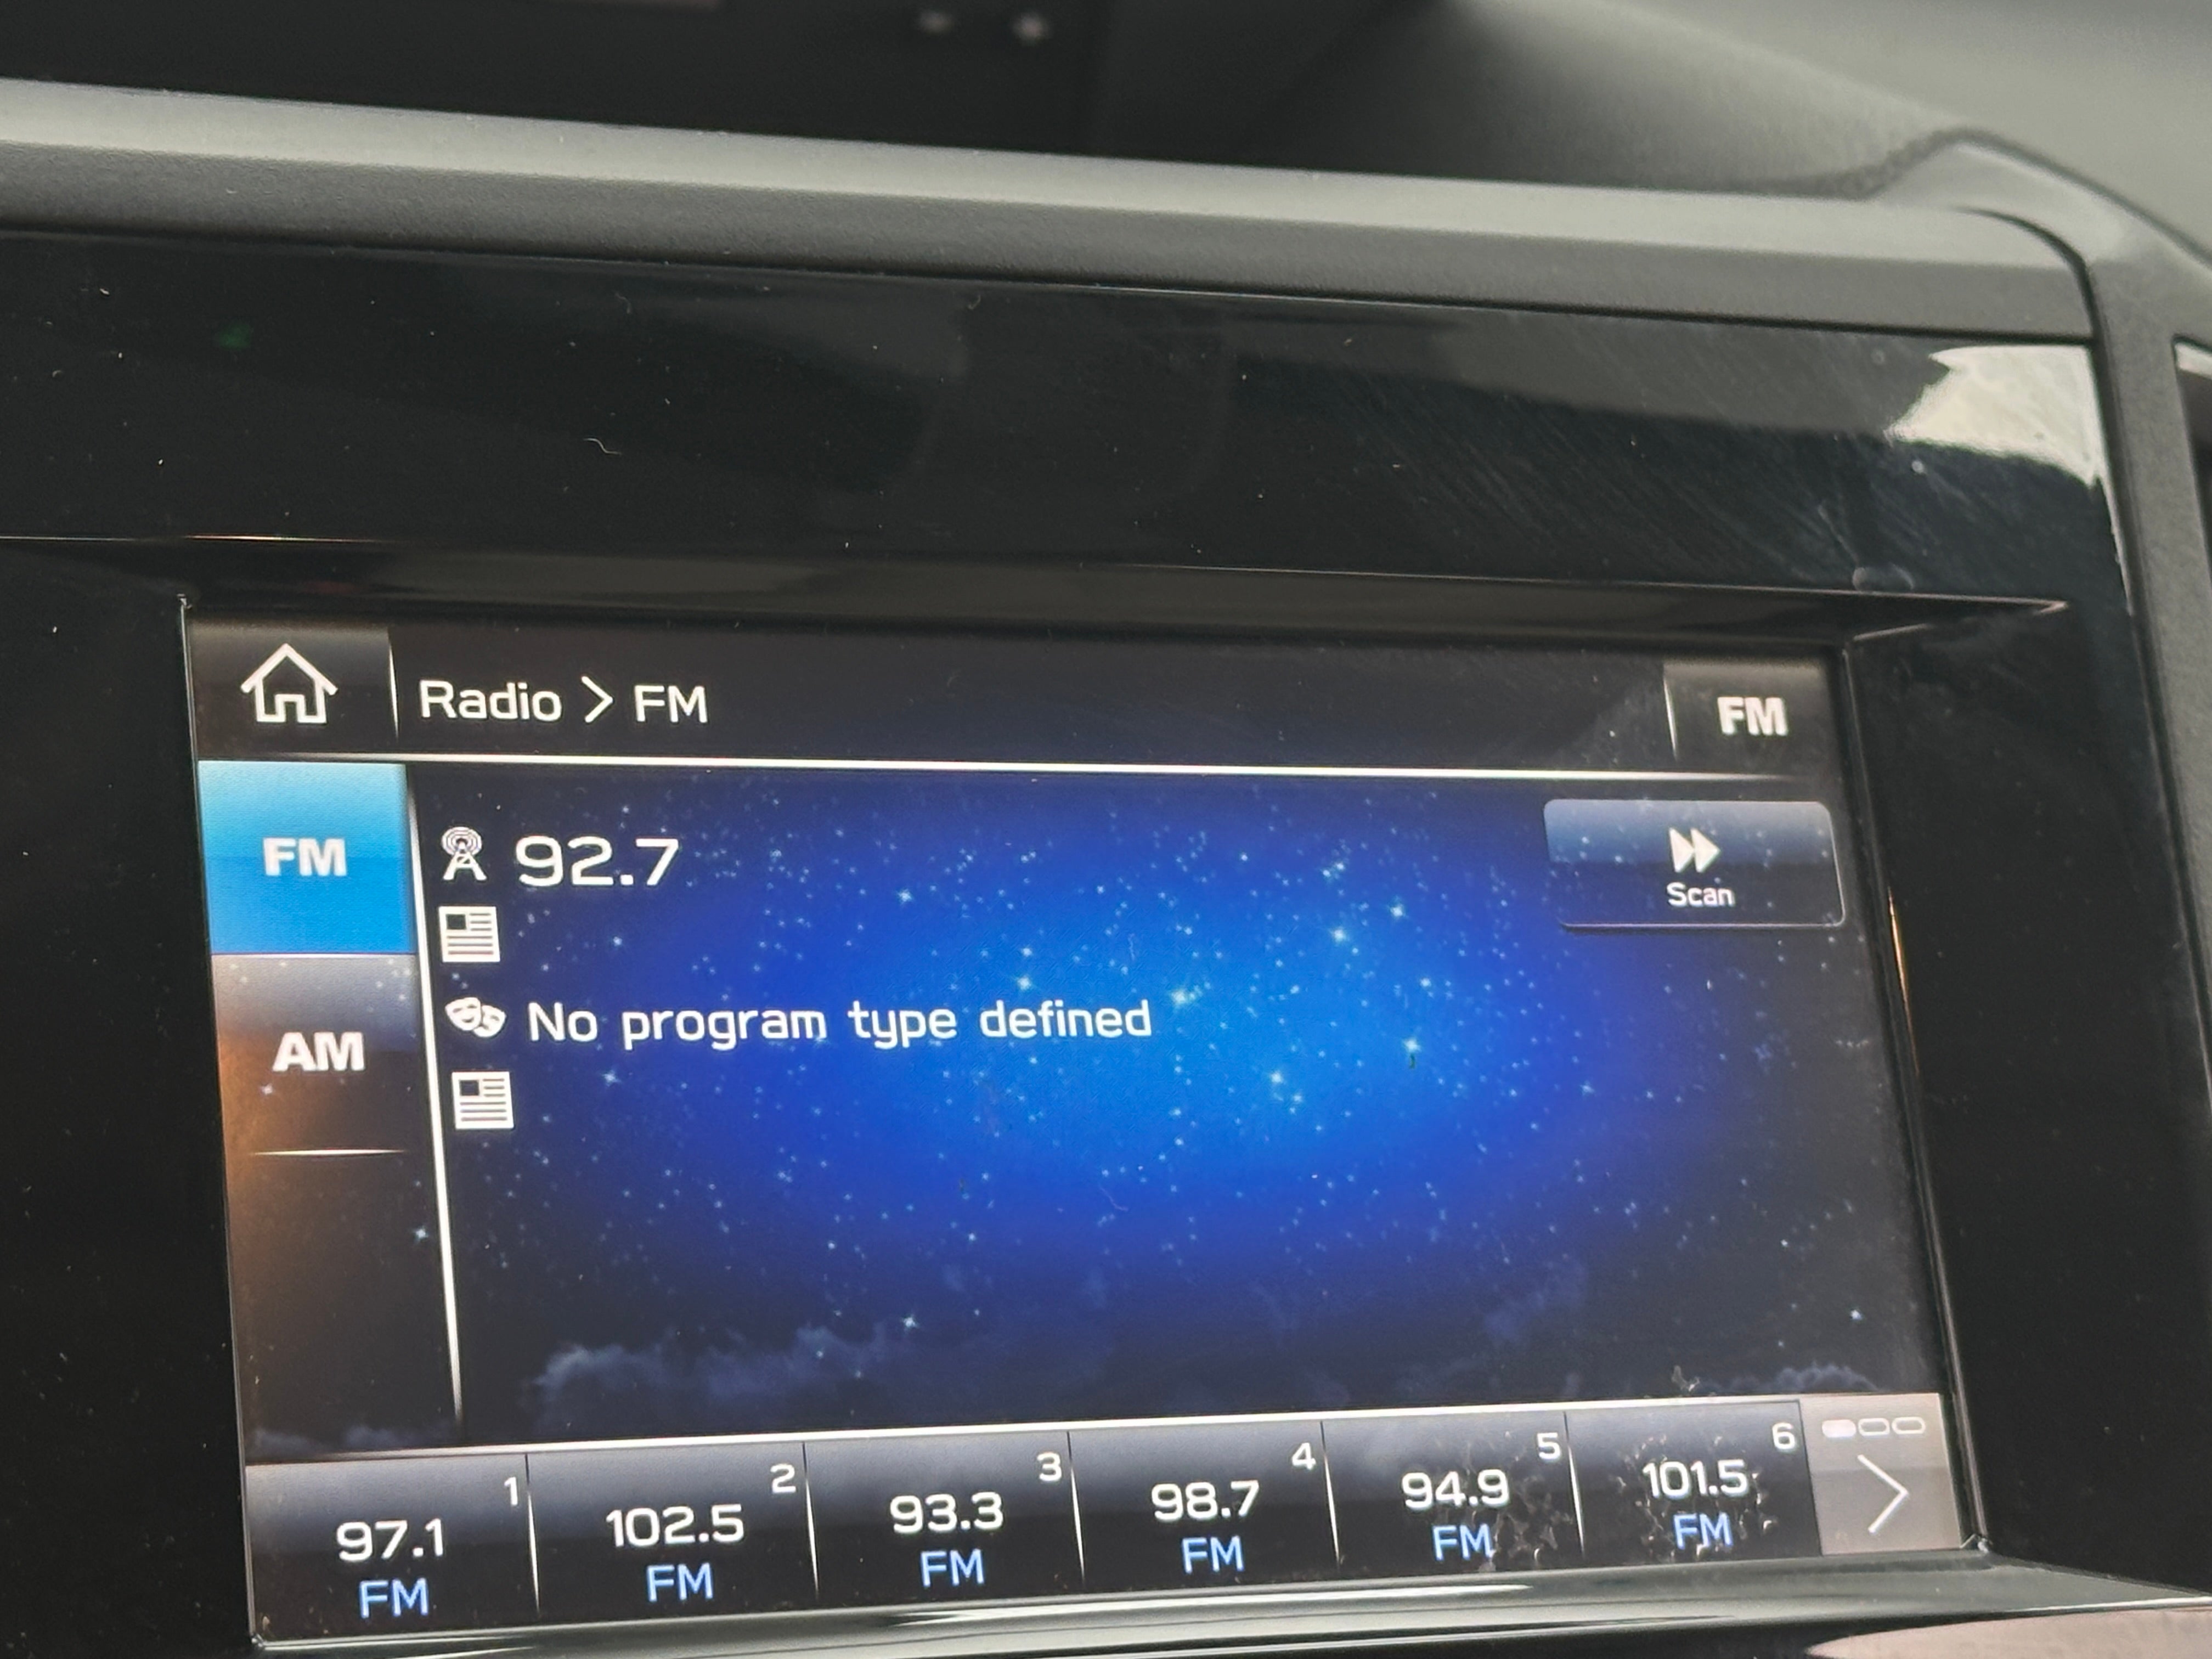 Radio > FM
FM
FM
92.7
Scan
No program type defined
AM
1 2 3 4 5 6
97.1 102.5 93.3 98.7 94.9 101.5
FM FM FM FM FM FM